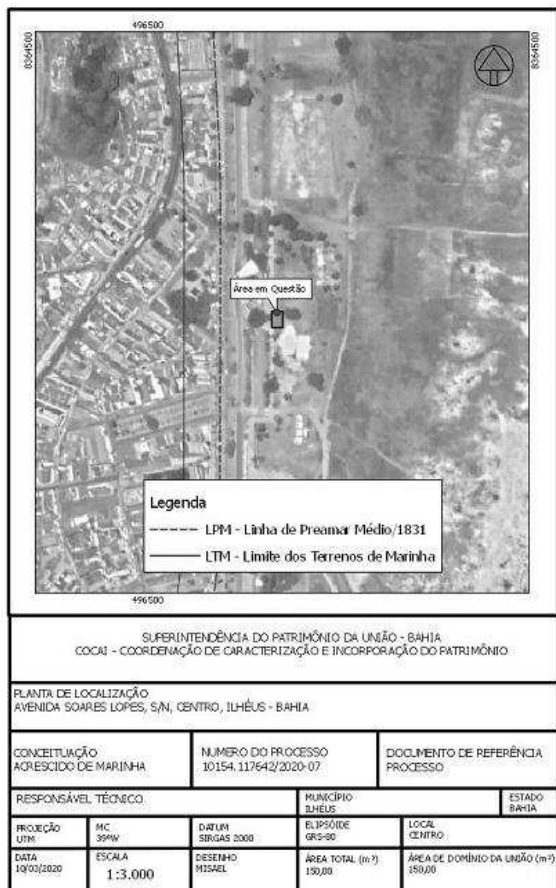 496500
8364500
8364500
Área em Questão
Legenda
LPM - Linha de Preamar Médio/1831
LTM - Limite dos Terrenos de Marinha
496500
SUPERINTENDÊNCIA DO PATRIMÔNIO DA UNIÃO - BAHIA
COCAI - COORDENAÇÃO DE CARACTERIZAÇÃO E INCORPORAÇÃO DO PATRIMÔNIO
PLANTA DE LOCALIZAÇÃO
AVENIDA SOARES LOPES, S/N, CENTRO, ILHÉUS - BAHIA
CONCEITUAÇÃO
ACRESCIDO DE MARINHA
NUMERO DO PROCESSO
10154.117642/2020-07
DOCUMENTO DE REFERÊNCIA
PROCESSO
RESPONSÁVEL TÉCNICO
MUNICÍPIO
ILHÉUS
ESTADO
BAHIA
PROJEÇÃO
UTM
MC
39ºW
DATUM
SIRGAS 2000
ELIPSÓIDE
GRS-80
LOCAL
CENTRO
DATA
10/03/2020
ESCALA
1:3.000
DESENHO
MISAEL
ÁREA TOTAL (m²)
150,00
ÁREA DE DOMÍNIO DA UNIÃO (m²)
150,00